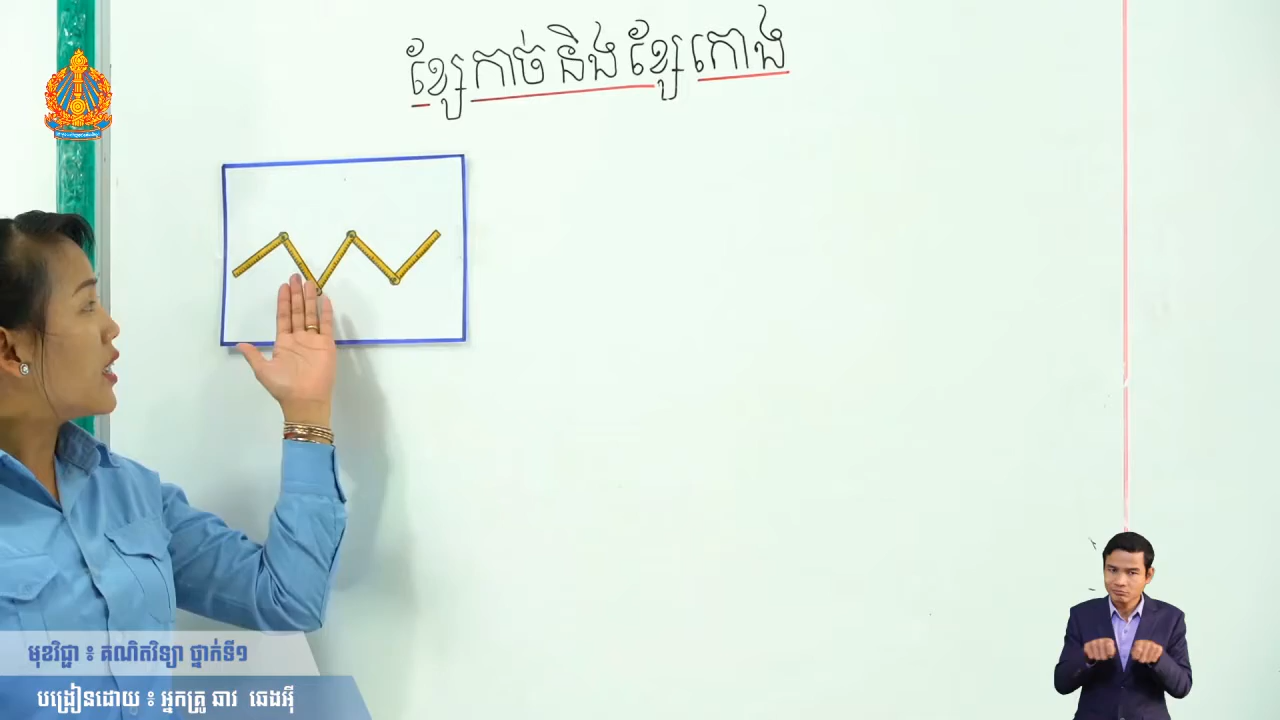 ខ្សែកាច់ និង ខ្សែកោង
មុខវិជ្ជា ៖ គណិតវិទ្យា ថ្នាក់ទី១
បង្រៀនដោយ ៖ អ្នកគ្រូ ឆាវ ឆេងអ៊ី